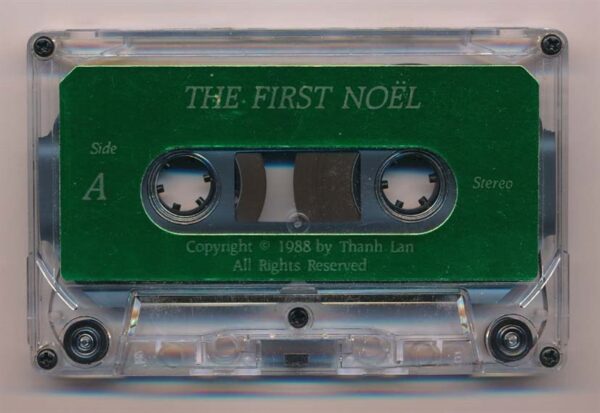 THE FIRST NOËL
Side
A
Stereo
Copyright © 1988 by Thanh Lan
All Rights Reserved